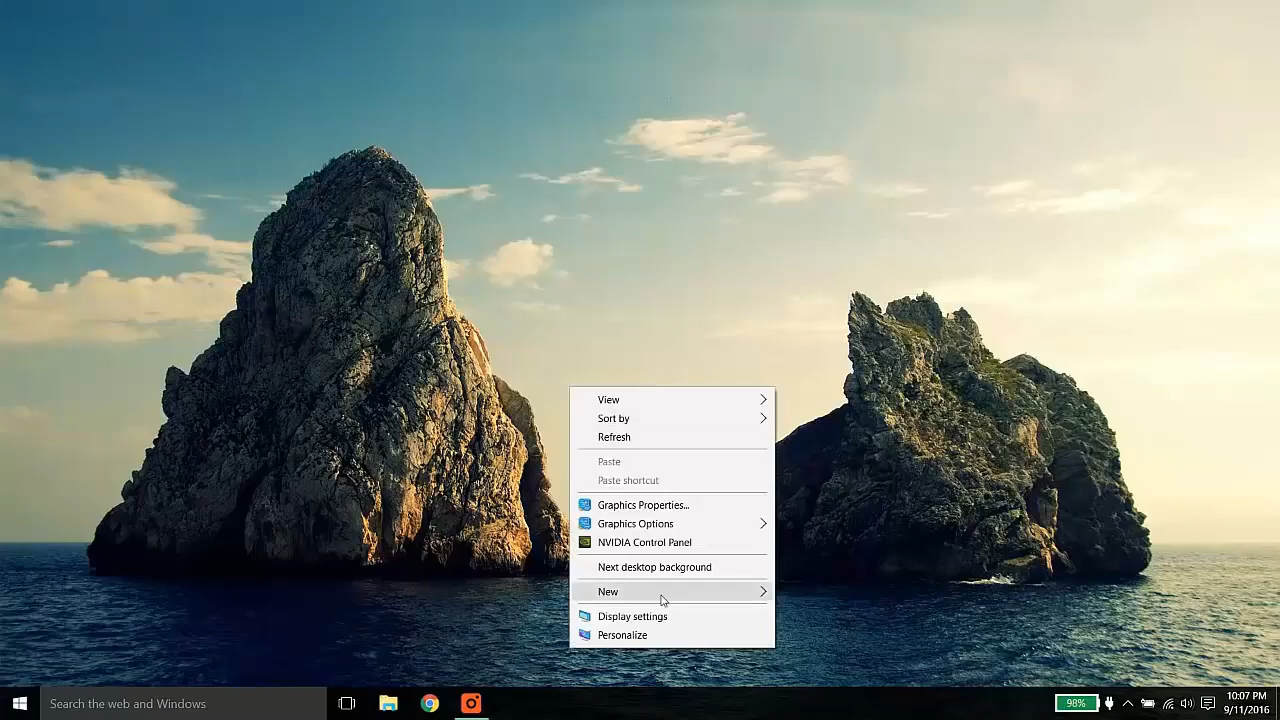 View
Sort by
Refresh
Paste
Paste shortcut
Graphics Properties...
Graphics Options
NVIDIA Control Panel
Next desktop background
New
Display settings
Personalize
Search the web and Windows
98%
10:07 PM
9/11/2016